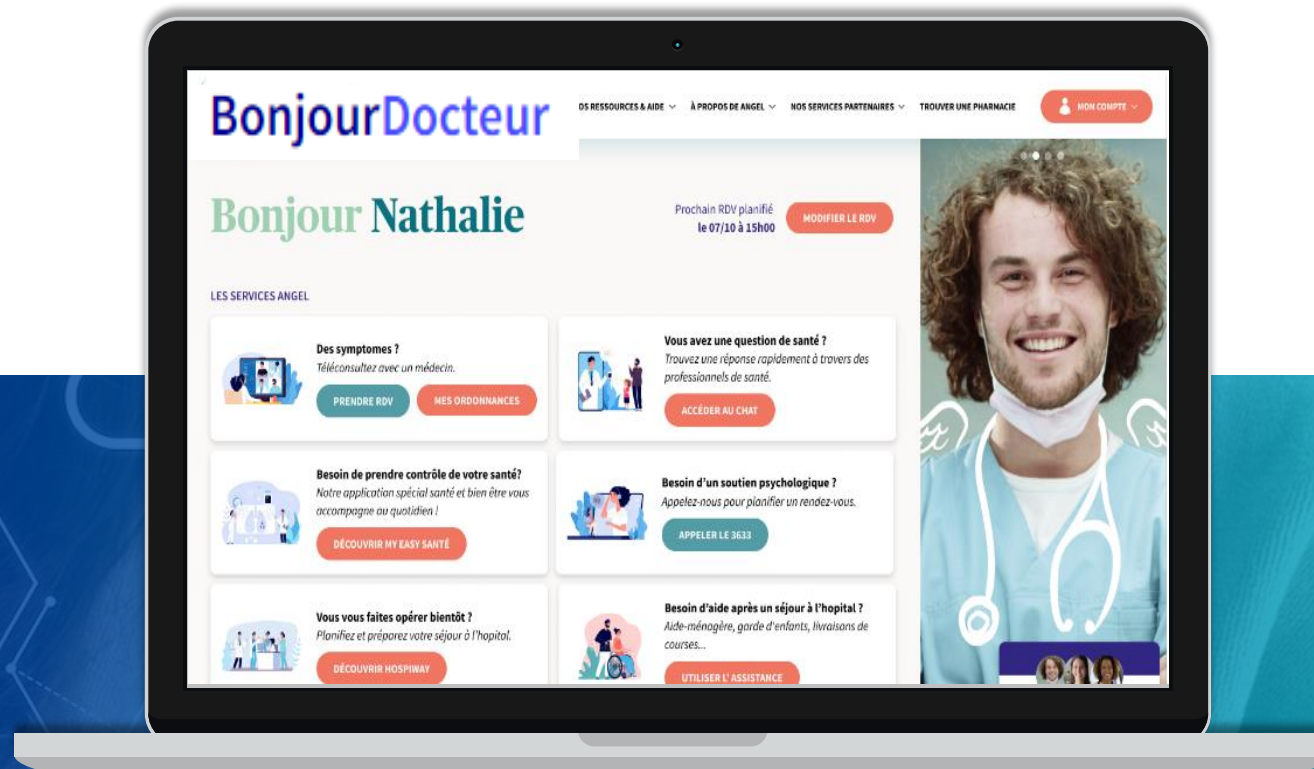 BonjourDocteur
OS RESSOURCES & AIDE
À PROPOS DE ANGEL
NOS SERVICES PARTENAIRES
TROUVER UNE PHARMACIE
MON COMPTE
Bonjour Nathalie
Prochain RDV planifié
le 07/10 à 15h00
MODIFIER LE RDV
LES SERVICES ANGEL
Des symptomes ?
Téléconsultez avec un médecin.
PRENDRE RDV
MES ORDONNANCES
Vous avez une question de santé ?
Trouvez une réponse rapidement à travers des
professionnels de santé.
ACCÉDER AU CHAT
Besoin de prendre contrôle de votre santé?
Notre application spécial santé et bien être vous
accompagne au quotidien !
DÉCOUVRIR MY EASY SANTÉ
Besoin d'un soutien psychologique ?
Appelez-nous pour planifier un rendez-vous.
APPELER LE 3633
Vous vous faites opérer bientôt ?
Planifiez et préparez votre séjour à l'hopital.
DÉCOUVRIR HOSPIWAY
Besoin d'aide après un séjour à l'hopital ?
Aide-ménagère, garde d'enfants, livraisons de
courses...
UTILISER L' ASSISTANCE